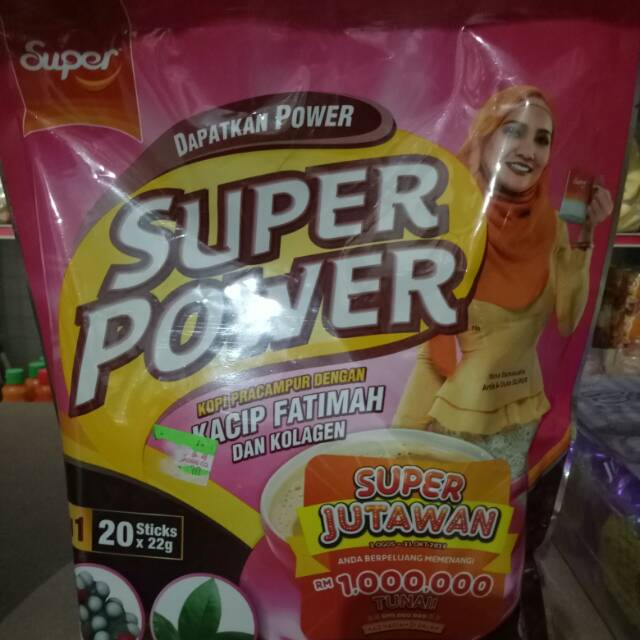 Super
DAPATKAN POWER
SUPER
POWER
KOPI PRACAMPUR DENGAN
KACIP FATIMAH
DAN KOLAGEN
20 Sticks
x 22g
SUPER
JUTAWAN
ANDA BERPELUANG MEMENANGI
RM 1,000,000
TUNAI!